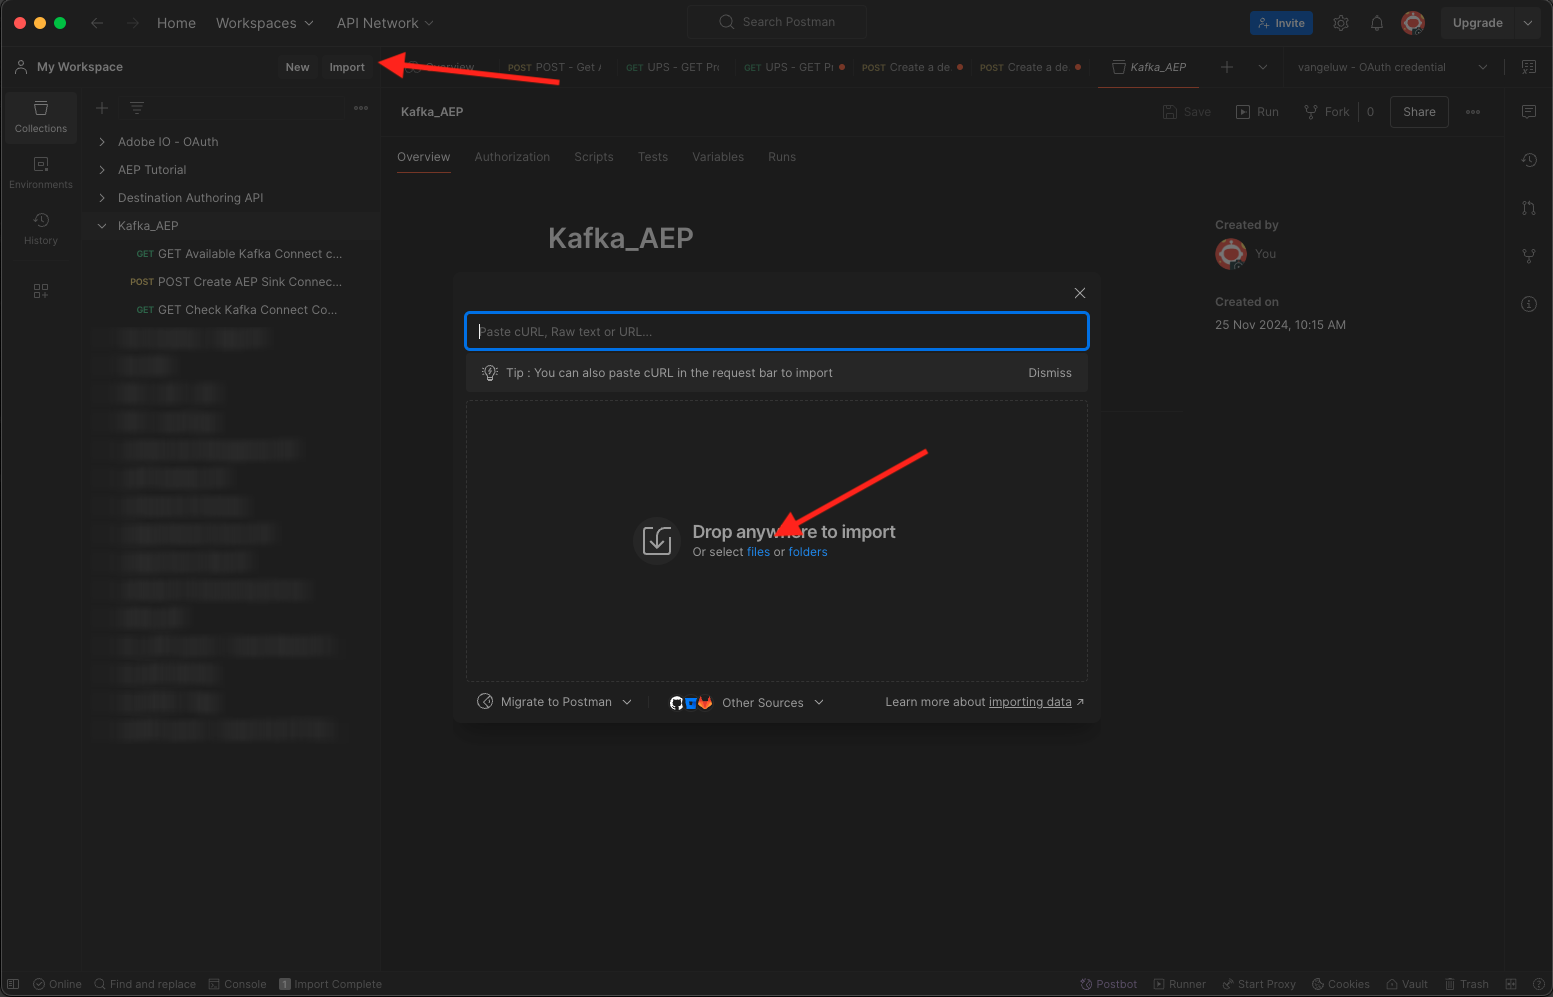 Home
Workspaces
API Network
Search Postman
Invite
Upgrade
My Workspace
New
Import
Overview
POST POST - Get
GET UPS - GET Pr
GET UPS - GET P
POST Create a de
POST Create a de
Kafka_AEP
vangeluw - OAuth credential
Collections
Environments
History
Adobe IO - OAuth
AEP Tutorial
Destination Authoring API
Kafka_AEP
GET GET Available Kafka Connect c...
POST POST Create AEP Sink Connec...
GET GET Check Kafka Connect Co...
Kafka_AEP
Save
Run
Fork
0
Share
Overview
Authorization
Scripts
Tests
Variables
Runs
Kafka_AEP
Created by
You
Created on
25 Nov 2024, 10:15 AM
Paste cURL, Raw text or URL...
Tip : You can also paste cURL in the request bar to import
Dismiss
Drop anywhere to import
Or select files or folders
Migrate to Postman
Other Sources
Learn more about importing data
Online
Find and replace
Console
1 Import Complete
Postbot
Runner
Start Proxy
Cookies
Vault
Trash